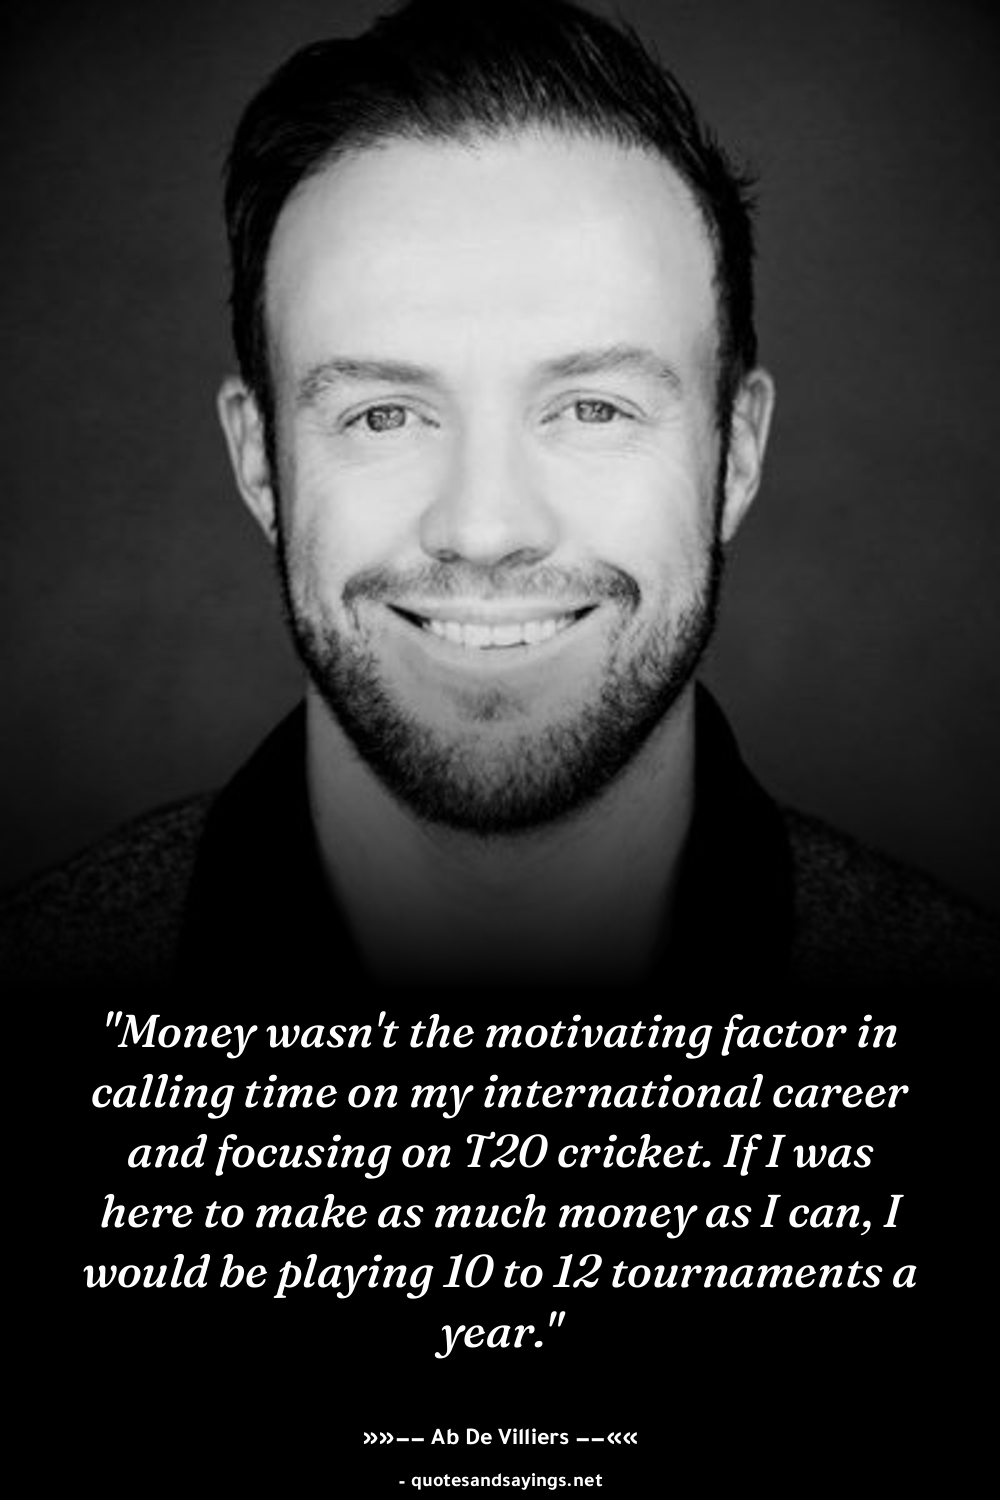 "Money wasn't the motivating factor in
calling time on my international career
and focusing on T20 cricket. If I was
here to make as much money as I can, I
would be playing 10 to 12 tournaments a
year."
»»−− Ab De Villiers −−««
- quotesandsayings.net